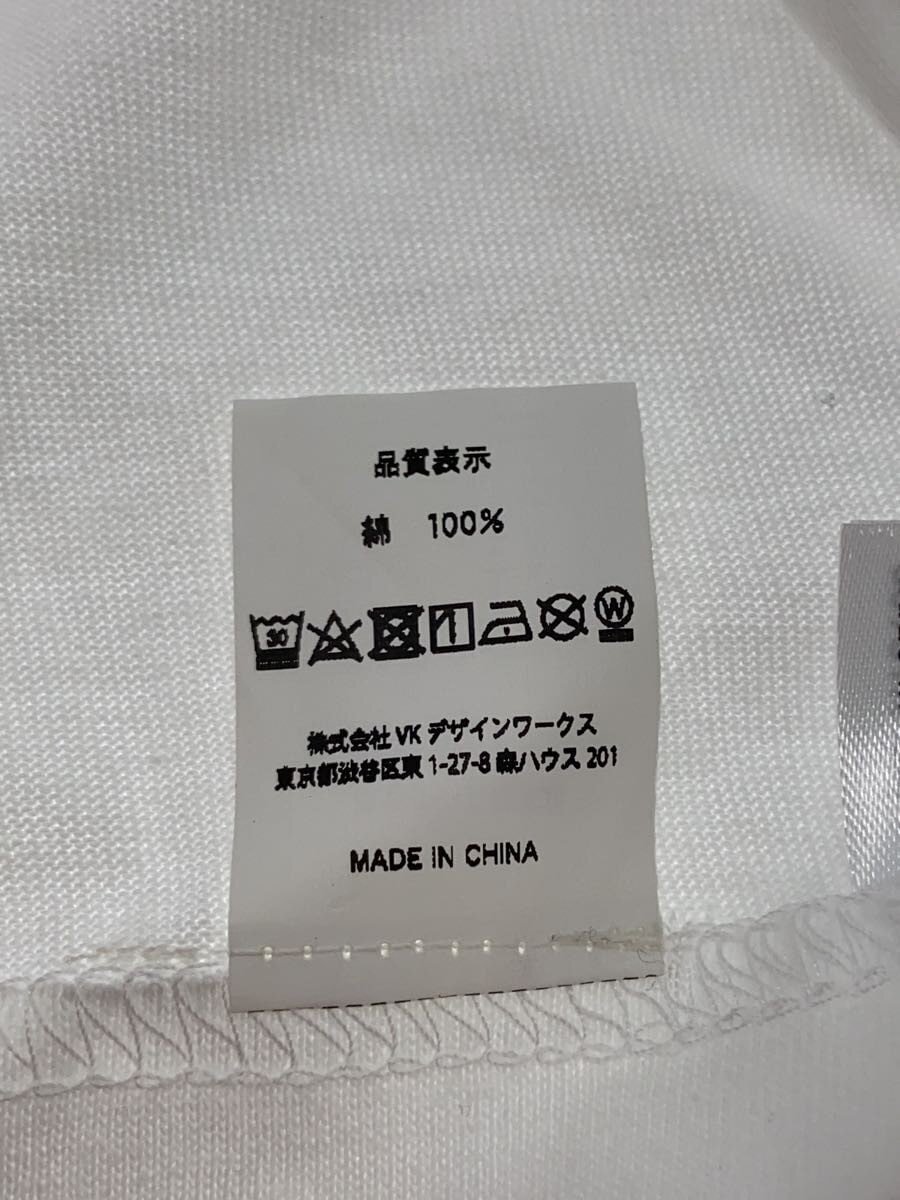 品質表示
綿 100%
30
W
株式会社 VK デザインワークス
東京都渋谷区東 1-27-8 森ハウス 201
MADE IN CHINA